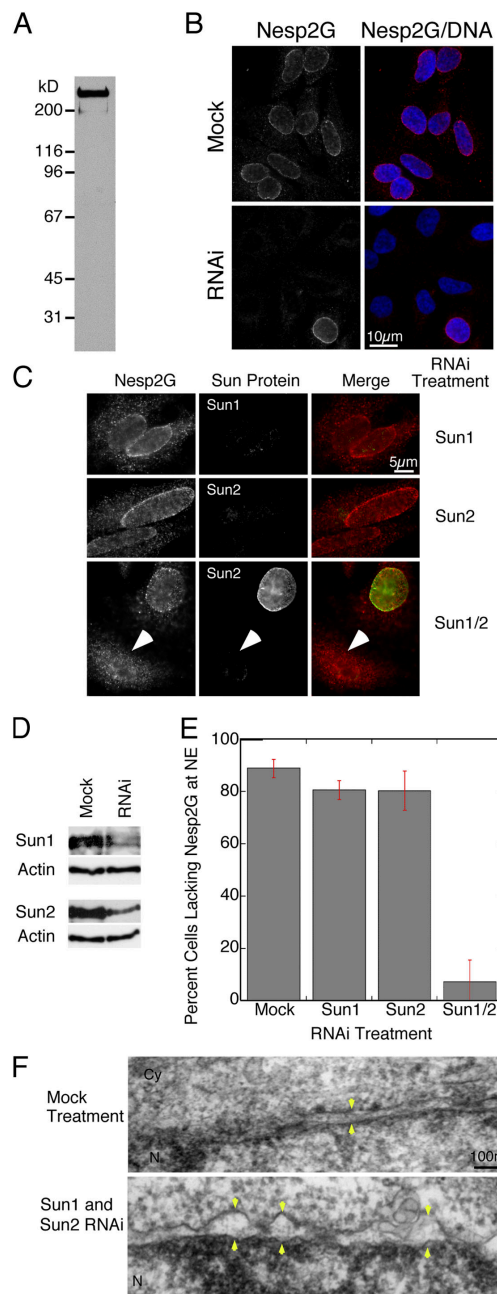 A
kD
200
116
96
67
45
31
B
Nesp2G
Nesp2G/DNA
Mock
RNAi
10µm
C
Nesp2G
Sun Protein
Merge
RNAi
Treatment
Sun1
5µm
Sun1
Sun2
Sun2
Sun2
Sun1/2
D
Mock
RNAi
Sun1
Actin
Sun2
Actin
E
Percent Cells Lacking Nesp2G at NE
100
80
60
40
20
0
Mock
Sun1
Sun2
Sun1/2
RNAi Treatment
F
Mock
Treatment
Cy
N
100n
Sun1 and
Sun2 RNAi
N